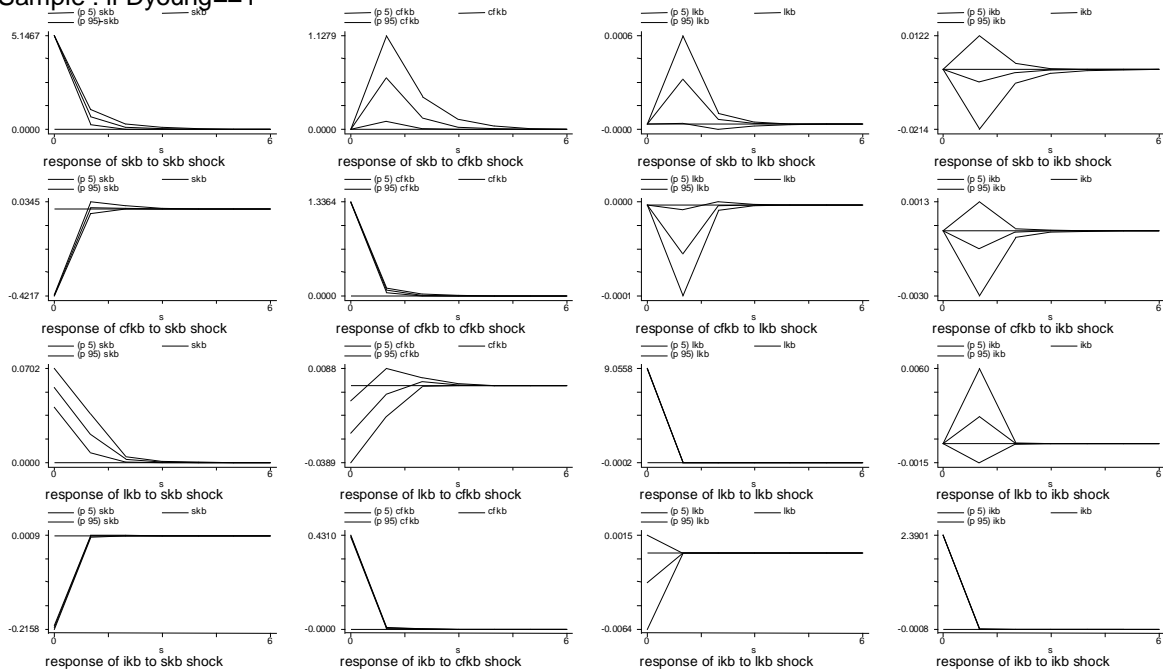 Sample : if Dyoung==1
(p 5) skb skb
(p 95) skb
5.1467
0.0000
0 6
s
response of skb to skb shock
(p 5) cfkb cfkb
(p 95) cfkb
1.1279
0.0000
0 6
s
response of skb to cfkb shock
(p 5) lkb lkb
(p 95) lkb
0.0006
-0.0000
0 6
s
response of skb to lkb shock
(p 5) ikb ikb
(p 95) ikb
0.0122
-0.0214
0 6
s
response of skb to ikb shock
(p 5) skb skb
(p 95) skb
0.0345
-0.4217
0 6
s
response of cfkb to skb shock
(p 5) cfkb cfkb
(p 95) cfkb
1.3364
0.0000
0 6
s
response of cfkb to cfkb shock
(p 5) lkb lkb
(p 95) lkb
0.0000
-0.0001
0 6
s
response of cfkb to lkb shock
(p 5) ikb ikb
(p 95) ikb
0.0013
-0.0030
0 6
s
response of cfkb to ikb shock
(p 5) skb skb
(p 95) skb
0.0702
0.0000
0 6
s
response of lkb to skb shock
(p 5) cfkb cfkb
(p 95) cfkb
0.0088
-0.0389
0 6
s
response of lkb to cfkb shock
(p 5) lkb lkb
(p 95) lkb
9.0558
-0.0002
0 6
s
response of lkb to lkb shock
(p 5) ikb ikb
(p 95) ikb
0.0060
-0.0015
0 6
s
response of lkb to ikb shock
(p 5) skb skb
(p 95) skb
0.0009
-0.2158
0 6
s
response of ikb to skb shock
(p 5) cfkb cfkb
(p 95) cfkb
0.4310
-0.0000
0 6
s
response of ikb to cfkb shock
(p 5) lkb lkb
(p 95) lkb
0.0015
-0.0064
0 6
s
response of ikb to lkb shock
(p 5) ikb ikb
(p 95) ikb
2.3901
-0.0008
0 6
s
response of ikb to ikb shock